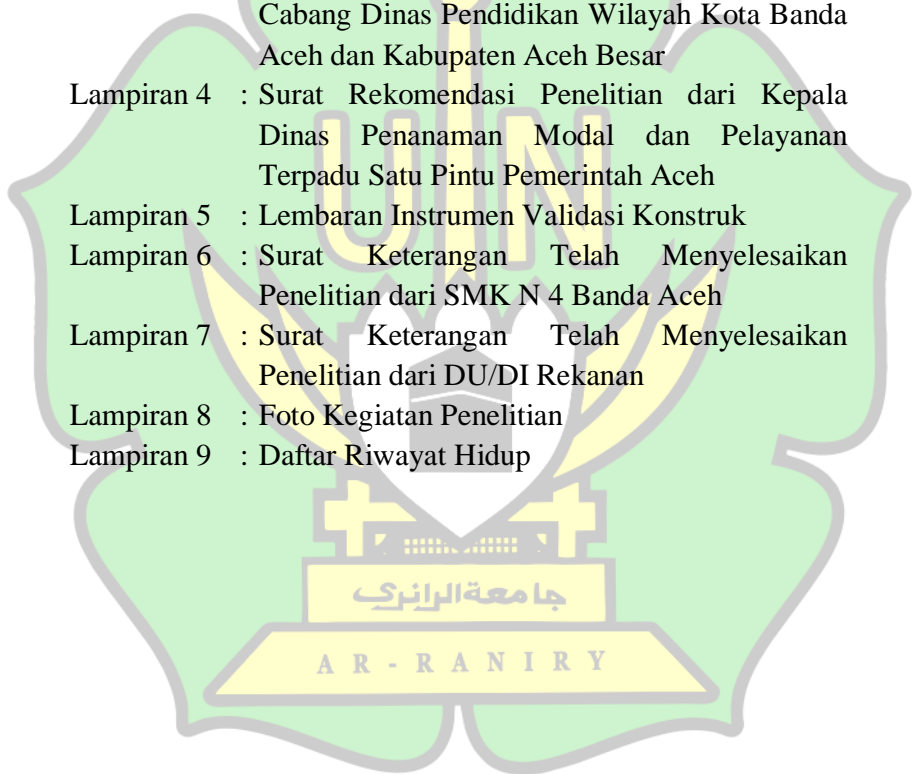 Cabang Dinas Pendidikan Wilayah Kota Banda
Aceh dan Kabupaten Aceh Besar
Lampiran 4 : Surat Rekomendasi Penelitian dari Kepala
Dinas Penanaman Modal dan Pelayanan
Terpadu Satu Pintu Pemerintah Aceh
Lampiran 5 : Lembaran Instrumen Validasi Konstruk
Lampiran 6 : Surat Keterangan Telah Menyelesaikan
Penelitian dari SMK N 4 Banda Aceh
Lampiran 7 : Surat Keterangan Telah Menyelesaikan
Penelitian dari DU/DI Rekanan
Lampiran 8 : Foto Kegiatan Penelitian
Lampiran 9 : Daftar Riwayat Hidup
UIN
جامعةالرانري
AR-RANIRY